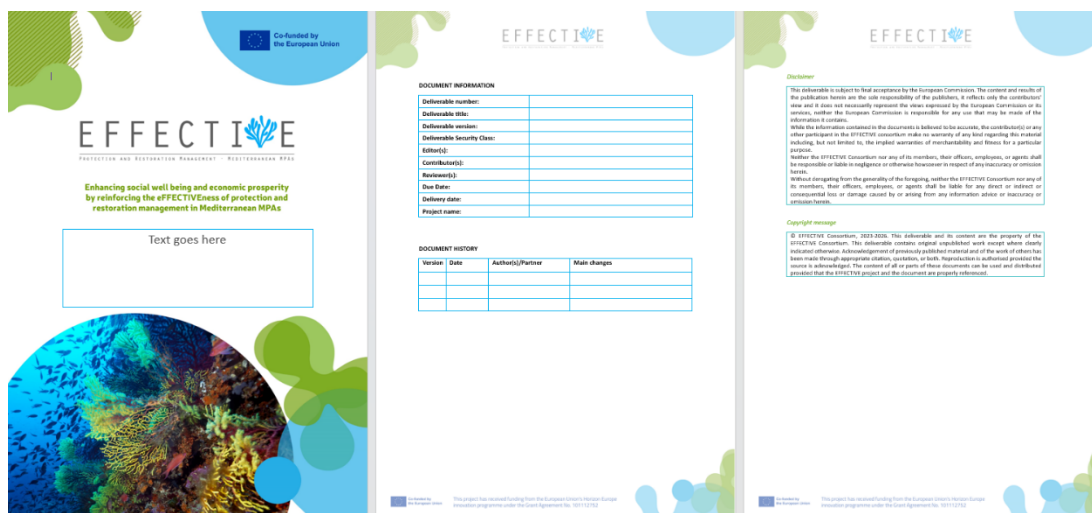 Co-funded by
the European Union
EFFECTIVE
PROTECTION AND RESTORATION MANAGEMENT · MEDITERRANEAN MPAs
Enhancing social well being and economic prosperity
by reinforcing the eFFECTIVEness of protection and
restoration management in Mediterranean MPAs
Text goes here
EFFECTIVE
DOCUMENT INFORMATION
Deliverable number:
Deliverable title:
Deliverable version:
Deliverable Security Class:
Editor(s):
Contributor(s):
Reviewer(s):
Due Date:
Delivery date:
Project name:
DOCUMENT HISTORY
Version Date Author(s)/Partner Main changes
Co-funded by
the European Union
This project has received funding from the European Union's Horizon Europe
innovation programme under the Grant Agreement No. 101112752
EFFECTIVE
Disclaimer
This deliverable is subject to final acceptance by the European Commission. The content and results of
the publication herein are the sole responsibility of the publishers, it reflects only the contributors'
view and it does not necessarily represent the views expressed by the European Commission or its
services, neither the European Commission is responsible for any use that may be made of the
information it contains.
While the information contained in the documents is believed to be accurate, the contributor(s) or any
other participant in the EFFECTIVE consortium make no warranty of any kind regarding this material
including, but not limited to, the implied warranties of merchantability and fitness for a particular
purpose.
Neither the EFFECTIVE Consortium nor any of its members, their officers, employees, or agents shall
be responsible or liable in negligence or otherwise howsoever in respect of any inaccuracy or omission
herein.
Without derogating from the generality of the foregoing, neither the EFFECTIVE Consortium nor any of
its members, their officers, employees, or agents shall be liable for any direct or indirect or
consequential loss or damage caused by or arising from any information advice or inaccuracy or
omission herein.
Copyright message
© EFFECTIVE Consortium, 2023-2026. This deliverable and its content are the property of the
EFFECTIVE Consortium. This deliverable contains original unpublished work except where clearly
indicated otherwise. Acknowledgement of previously published material and of the work of others has
been made through appropriate citation, quotation, or both. Reproduction is authorised provided the
source is acknowledged. The content of all or parts of these documents can be used and distributed
provided that the EFFECTIVE project and the document are properly referenced.
Co-funded by
the European Union
This project has received funding from the European Union's Horizon Europe
innovation programme under the Grant Agreement No. 101112752